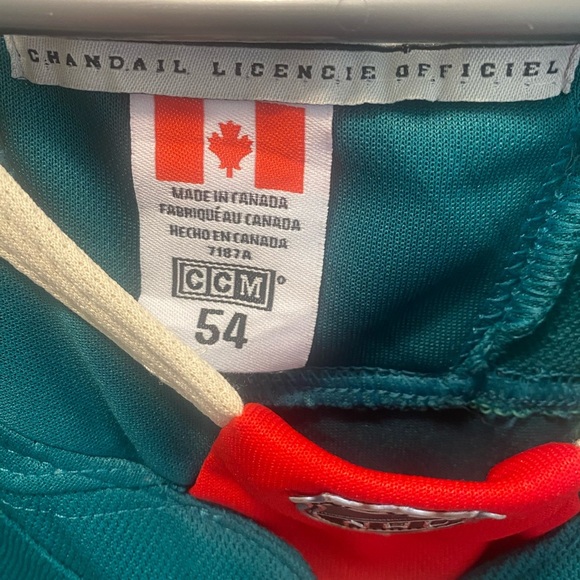 CHANDAIL LICENCIE OFFICIEL
MADE IN CANADA
FABRIQUÉ AU CANADA
HECHO EN CANADA
7187A
CCM
54